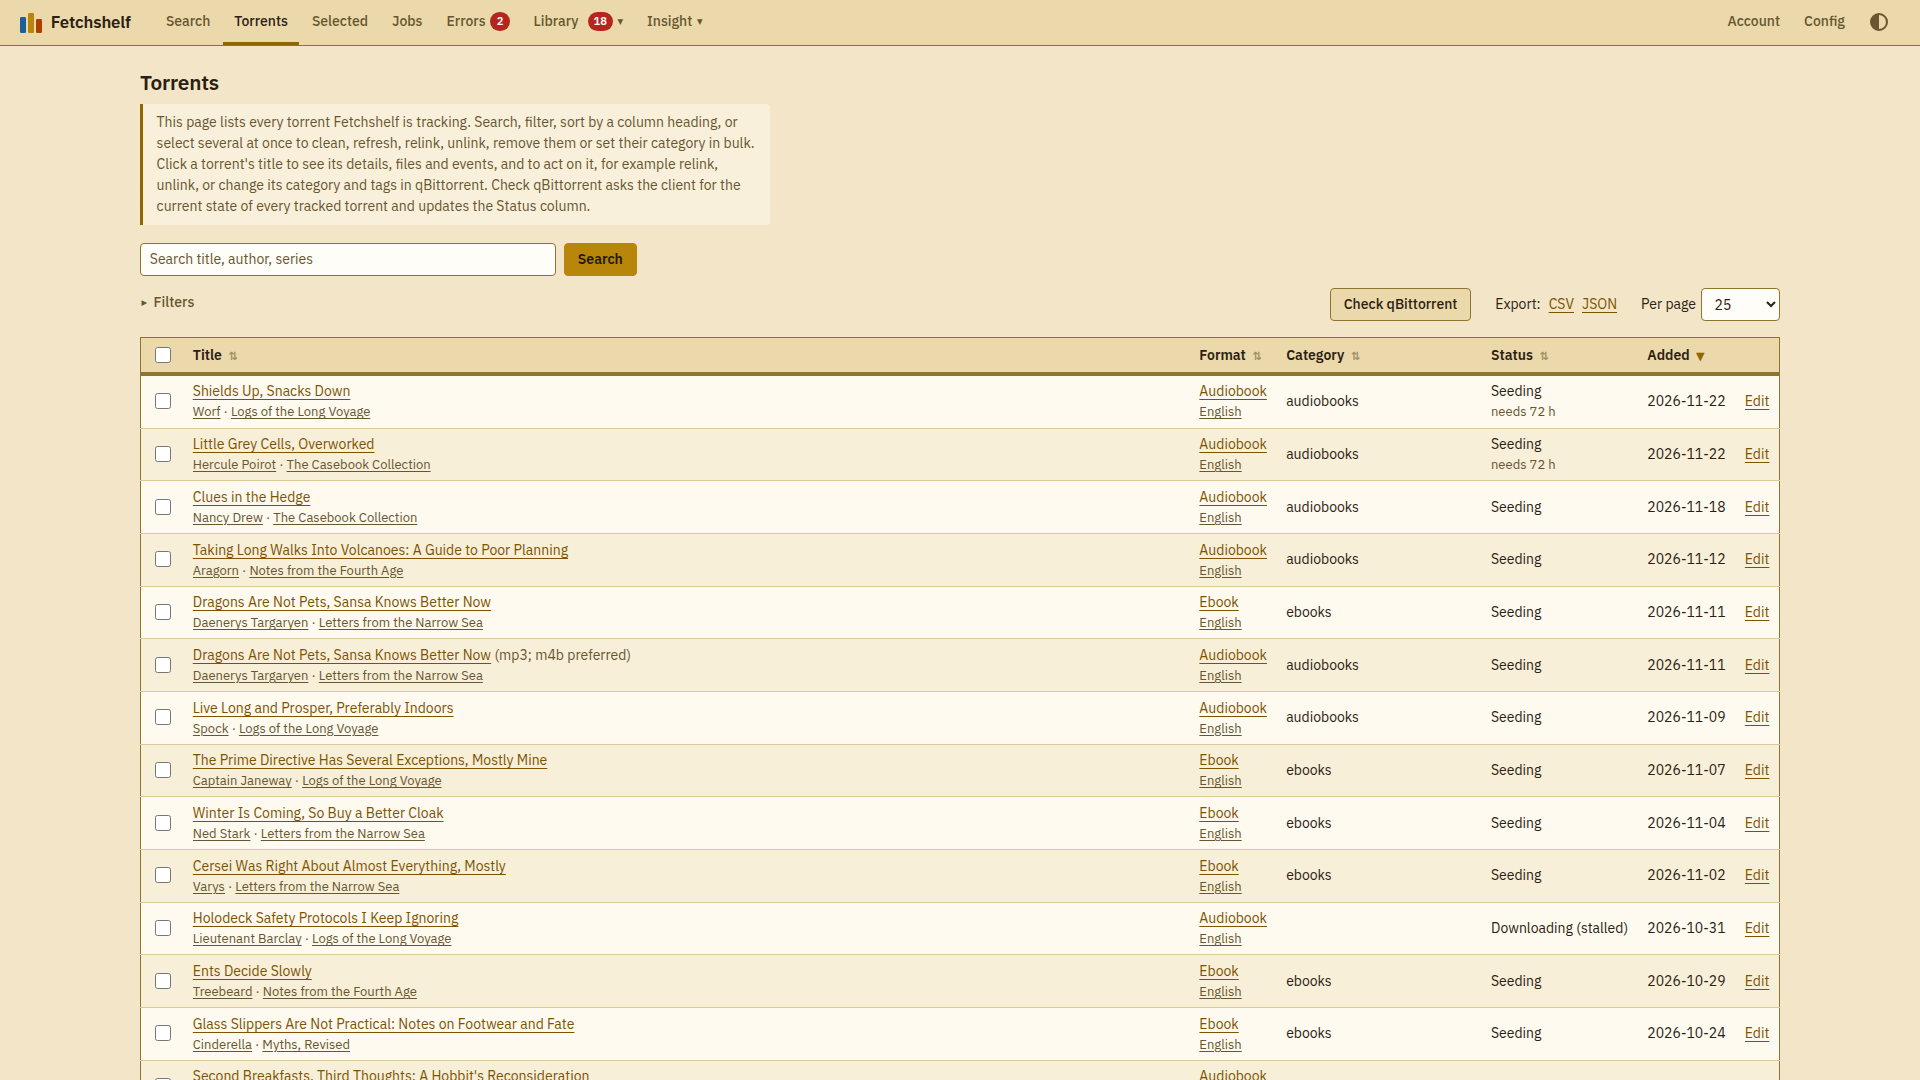 Fetchshelf Search Torrents Selected Jobs Errors 2 Library 18 ▾ Insight ▾ Account Config
Torrents
This page lists every torrent Fetchshelf is tracking. Search, filter, sort by a column heading, or
select several at once to clean, refresh, relink, unlink, remove them or set their category in bulk.
Click a torrent's title to see its details, files and events, and to act on it, for example relink,
unlink, or change its category and tags in qBittorrent. Check qBittorrent asks the client for the
current state of every tracked torrent and updates the Status column.
Search title, author, series Search
▸ Filters Check qBittorrent Export: CSV JSON Per page 25
Title ⇅ Format ⇅ Category ⇅ Status ⇅ Added ▼
Shields Up, Snacks Down Audiobook audiobooks Seeding 2026-11-22 Edit
Worf · Logs of the Long Voyage English needs 72 h
Little Grey Cells, Overworked Audiobook audiobooks Seeding 2026-11-22 Edit
Hercule Poirot · The Casebook Collection English needs 72 h
Clues in the Hedge Audiobook audiobooks Seeding 2026-11-18 Edit
Nancy Drew · The Casebook Collection English
Taking Long Walks Into Volcanoes: A Guide to Poor Planning Audiobook audiobooks Seeding 2026-11-12 Edit
Aragorn · Notes from the Fourth Age English
Dragons Are Not Pets, Sansa Knows Better Now Ebook ebooks Seeding 2026-11-11 Edit
Daenerys Targaryen · Letters from the Narrow Sea English
Dragons Are Not Pets, Sansa Knows Better Now (mp3; m4b preferred) Audiobook audiobooks Seeding 2026-11-11 Edit
Daenerys Targaryen · Letters from the Narrow Sea English
Live Long and Prosper, Preferably Indoors Audiobook audiobooks Seeding 2026-11-09 Edit
Spock · Logs of the Long Voyage English
The Prime Directive Has Several Exceptions, Mostly Mine Ebook ebooks Seeding 2026-11-07 Edit
Captain Janeway · Logs of the Long Voyage English
Winter Is Coming, So Buy a Better Cloak Ebook ebooks Seeding 2026-11-04 Edit
Ned Stark · Letters from the Narrow Sea English
Cersei Was Right About Almost Everything, Mostly Ebook ebooks Seeding 2026-11-02 Edit
Varys · Letters from the Narrow Sea English
Holodeck Safety Protocols I Keep Ignoring Audiobook Downloading (stalled) 2026-10-31 Edit
Lieutenant Barclay · Logs of the Long Voyage English
Ents Decide Slowly Ebook ebooks Seeding 2026-10-29 Edit
Treebeard · Notes from the Fourth Age English
Glass Slippers Are Not Practical: Notes on Footwear and Fate Ebook ebooks Seeding 2026-10-24 Edit
Cinderella · Myths, Revised English
Second Breakfasts, Third Thoughts: A Hobbit's Reconsideration Audiobook